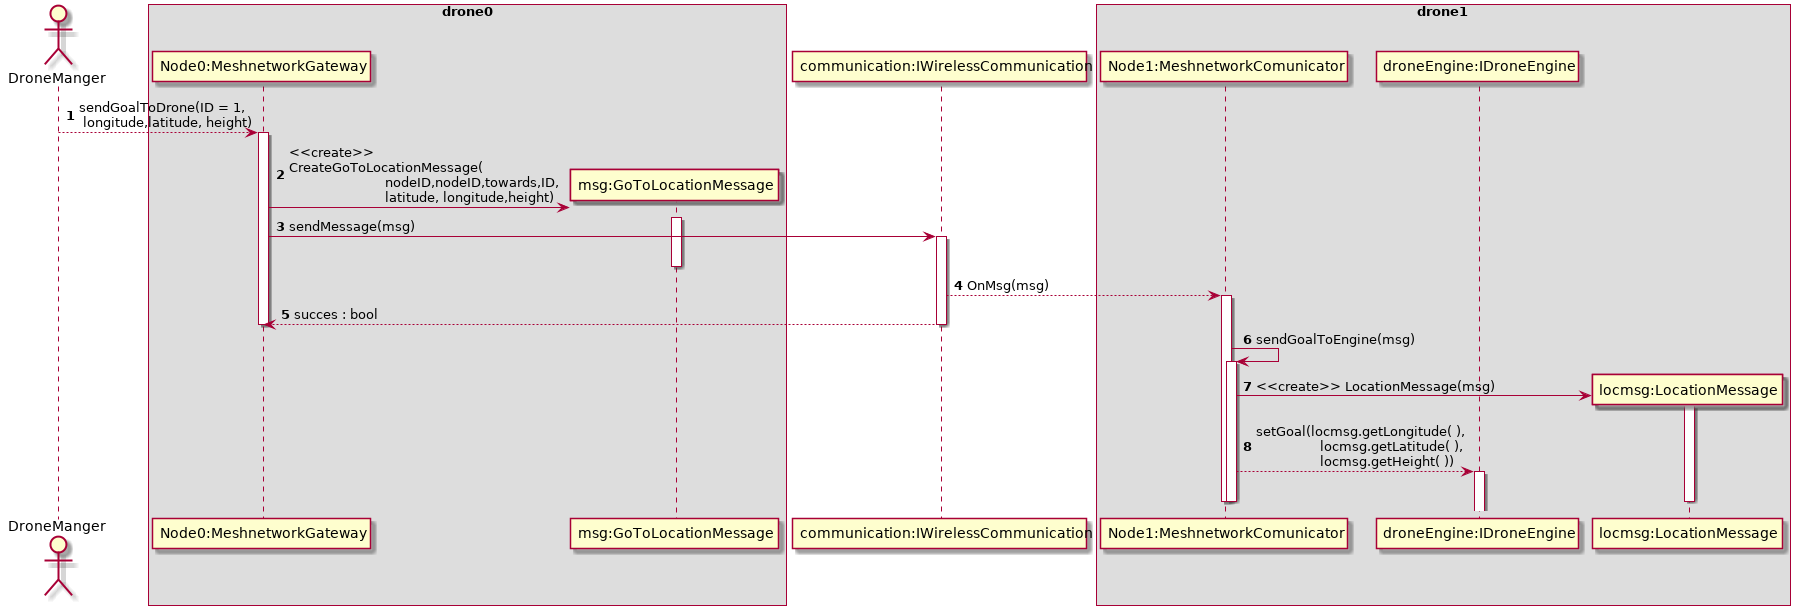 drone0
drone1
DroneManger
Node0:MeshnetworkGateway
communication:IWirelessCommunication
Node1:MeshnetworkComunicator
droneEngine:IDroneEngine
1 sendGoalToDrone(ID = 1,
longitude,latitude, height)
<<create>>
2 CreateGoToLocationMessage(
nodeID,nodeID,towards,ID,
latitude, longitude,height)
msg:GoToLocationMessage
3 sendMessage(msg)
4 OnMsg(msg)
5 succes : bool
6 sendGoalToEngine(msg)
7 <<create>> LocationMessage(msg)
locmsg:LocationMessage
setGoal(locmsg.getLongitude( ),
8 locmsg.getLatitude( ),
locmsg.getHeight( ))
DroneManger
Node0:MeshnetworkGateway
msg:GoToLocationMessage
communication:IWirelessCommunication
Node1:MeshnetworkComunicator
droneEngine:IDroneEngine
locmsg:LocationMessage